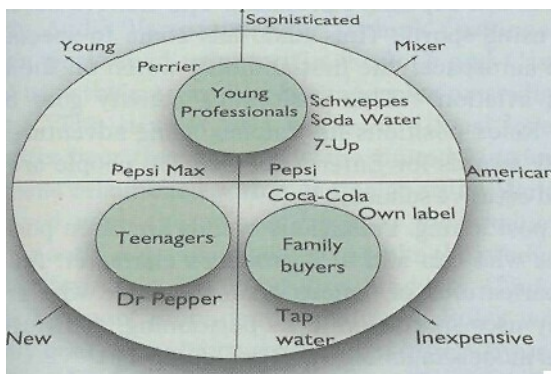 Sophisticated
Young
Mixer
Perrier
Young
Professionals
Schweppes
Soda Water
7-Up
Pepsi Max
Pepsi
American
Coca-Cola
Own label
Teenagers
Family
buyers
Dr Pepper
Tap
water
New
Inexpensive